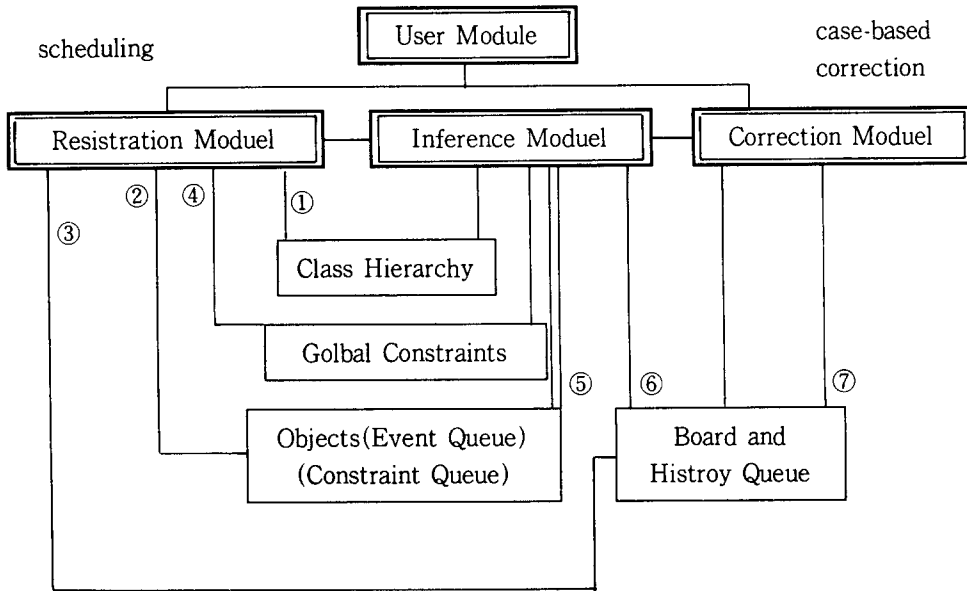 scheduling
User Module
case-based
correction
Resistration Moduel
Inference Moduel
Correction Moduel
②
④
①
③
Class Hierarchy
Golbal Constraints
⑤
⑥
⑦
Objects(Event Queue)
(Constraint Queue)
Board and
Histroy Queue